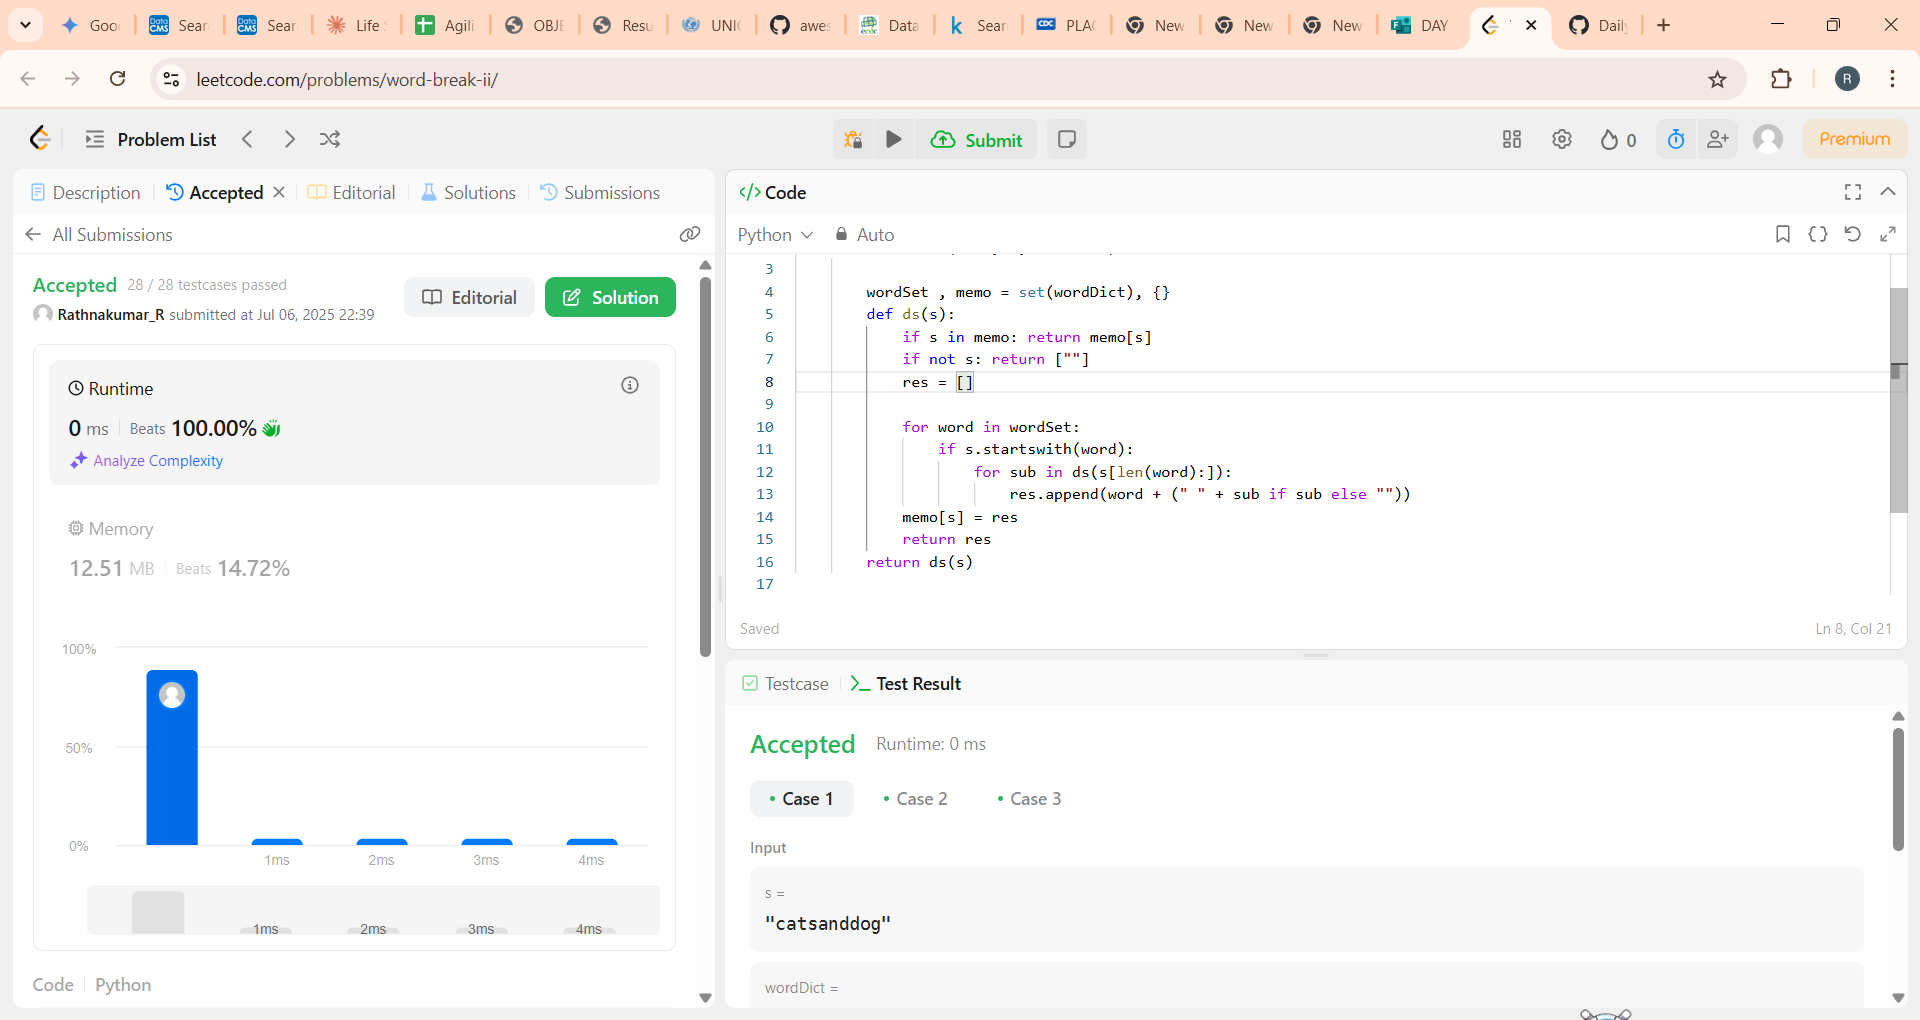 Goo
Sear
Sear
Life S
Agili
OBJE
Resu
UNIC
awes
Data
Sear
PLAC
New
New
New
DAY
Daily
leetcode.com/problems/word-break-ii/
R
Problem List
Submit
0
Premium
Description
Accepted
Editorial
Solutions
Submissions
All Submissions
Accepted 28 / 28 testcases passed
Rathnakumar_R submitted at Jul 06, 2025 22:39
Editorial
Solution
Runtime
0 ms Beats 100.00%
Analyze Complexity
Memory
12.51 MB Beats 14.72%
100%
50%
0%
1ms 2ms 3ms 4ms
1ms 2ms 3ms 4ms
Code Python
</> Code
Python Auto
3
4 wordSet , memo = set(wordDict), {}
5 def ds(s):
6 if s in memo: return memo[s]
7 if not s: return [""]
8 res = []
9
10 for word in wordSet:
11 if s.startswith(word):
12 for sub in ds(s[len(word):]):
13 res.append(word + (" " + sub if sub else ""))
14 memo[s] = res
15 return res
16 return ds(s)
17
Saved
Ln 8, Col 21
Testcase
Test Result
Accepted Runtime: 0 ms
Case 1 Case 2 Case 3
Input
s =
"catsanddog"
wordDict =